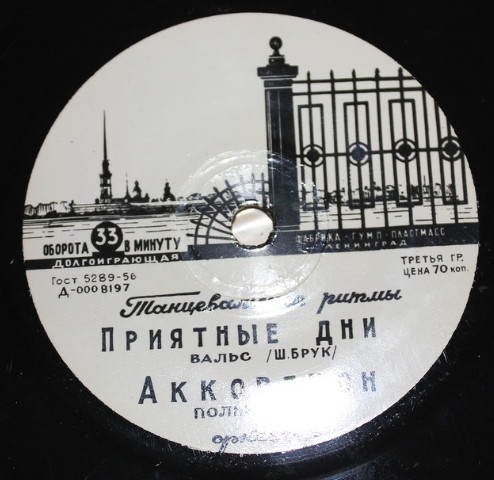 33 ОБОРОТА В МИНУТУ
ДОЛГОИГРАЮЩАЯ
ФАБРИКА-ГУМП-ПЛАСТМАСС
ЛЕНИНГРАД
Гост 5289-56
Д-0008197
ТРЕТЬЯ ГР.
ЦЕНА 70 коп.
ритмы
ПРИЯТНЫЕ ДНИ
ВАЛЬС /Ш.БРУК/